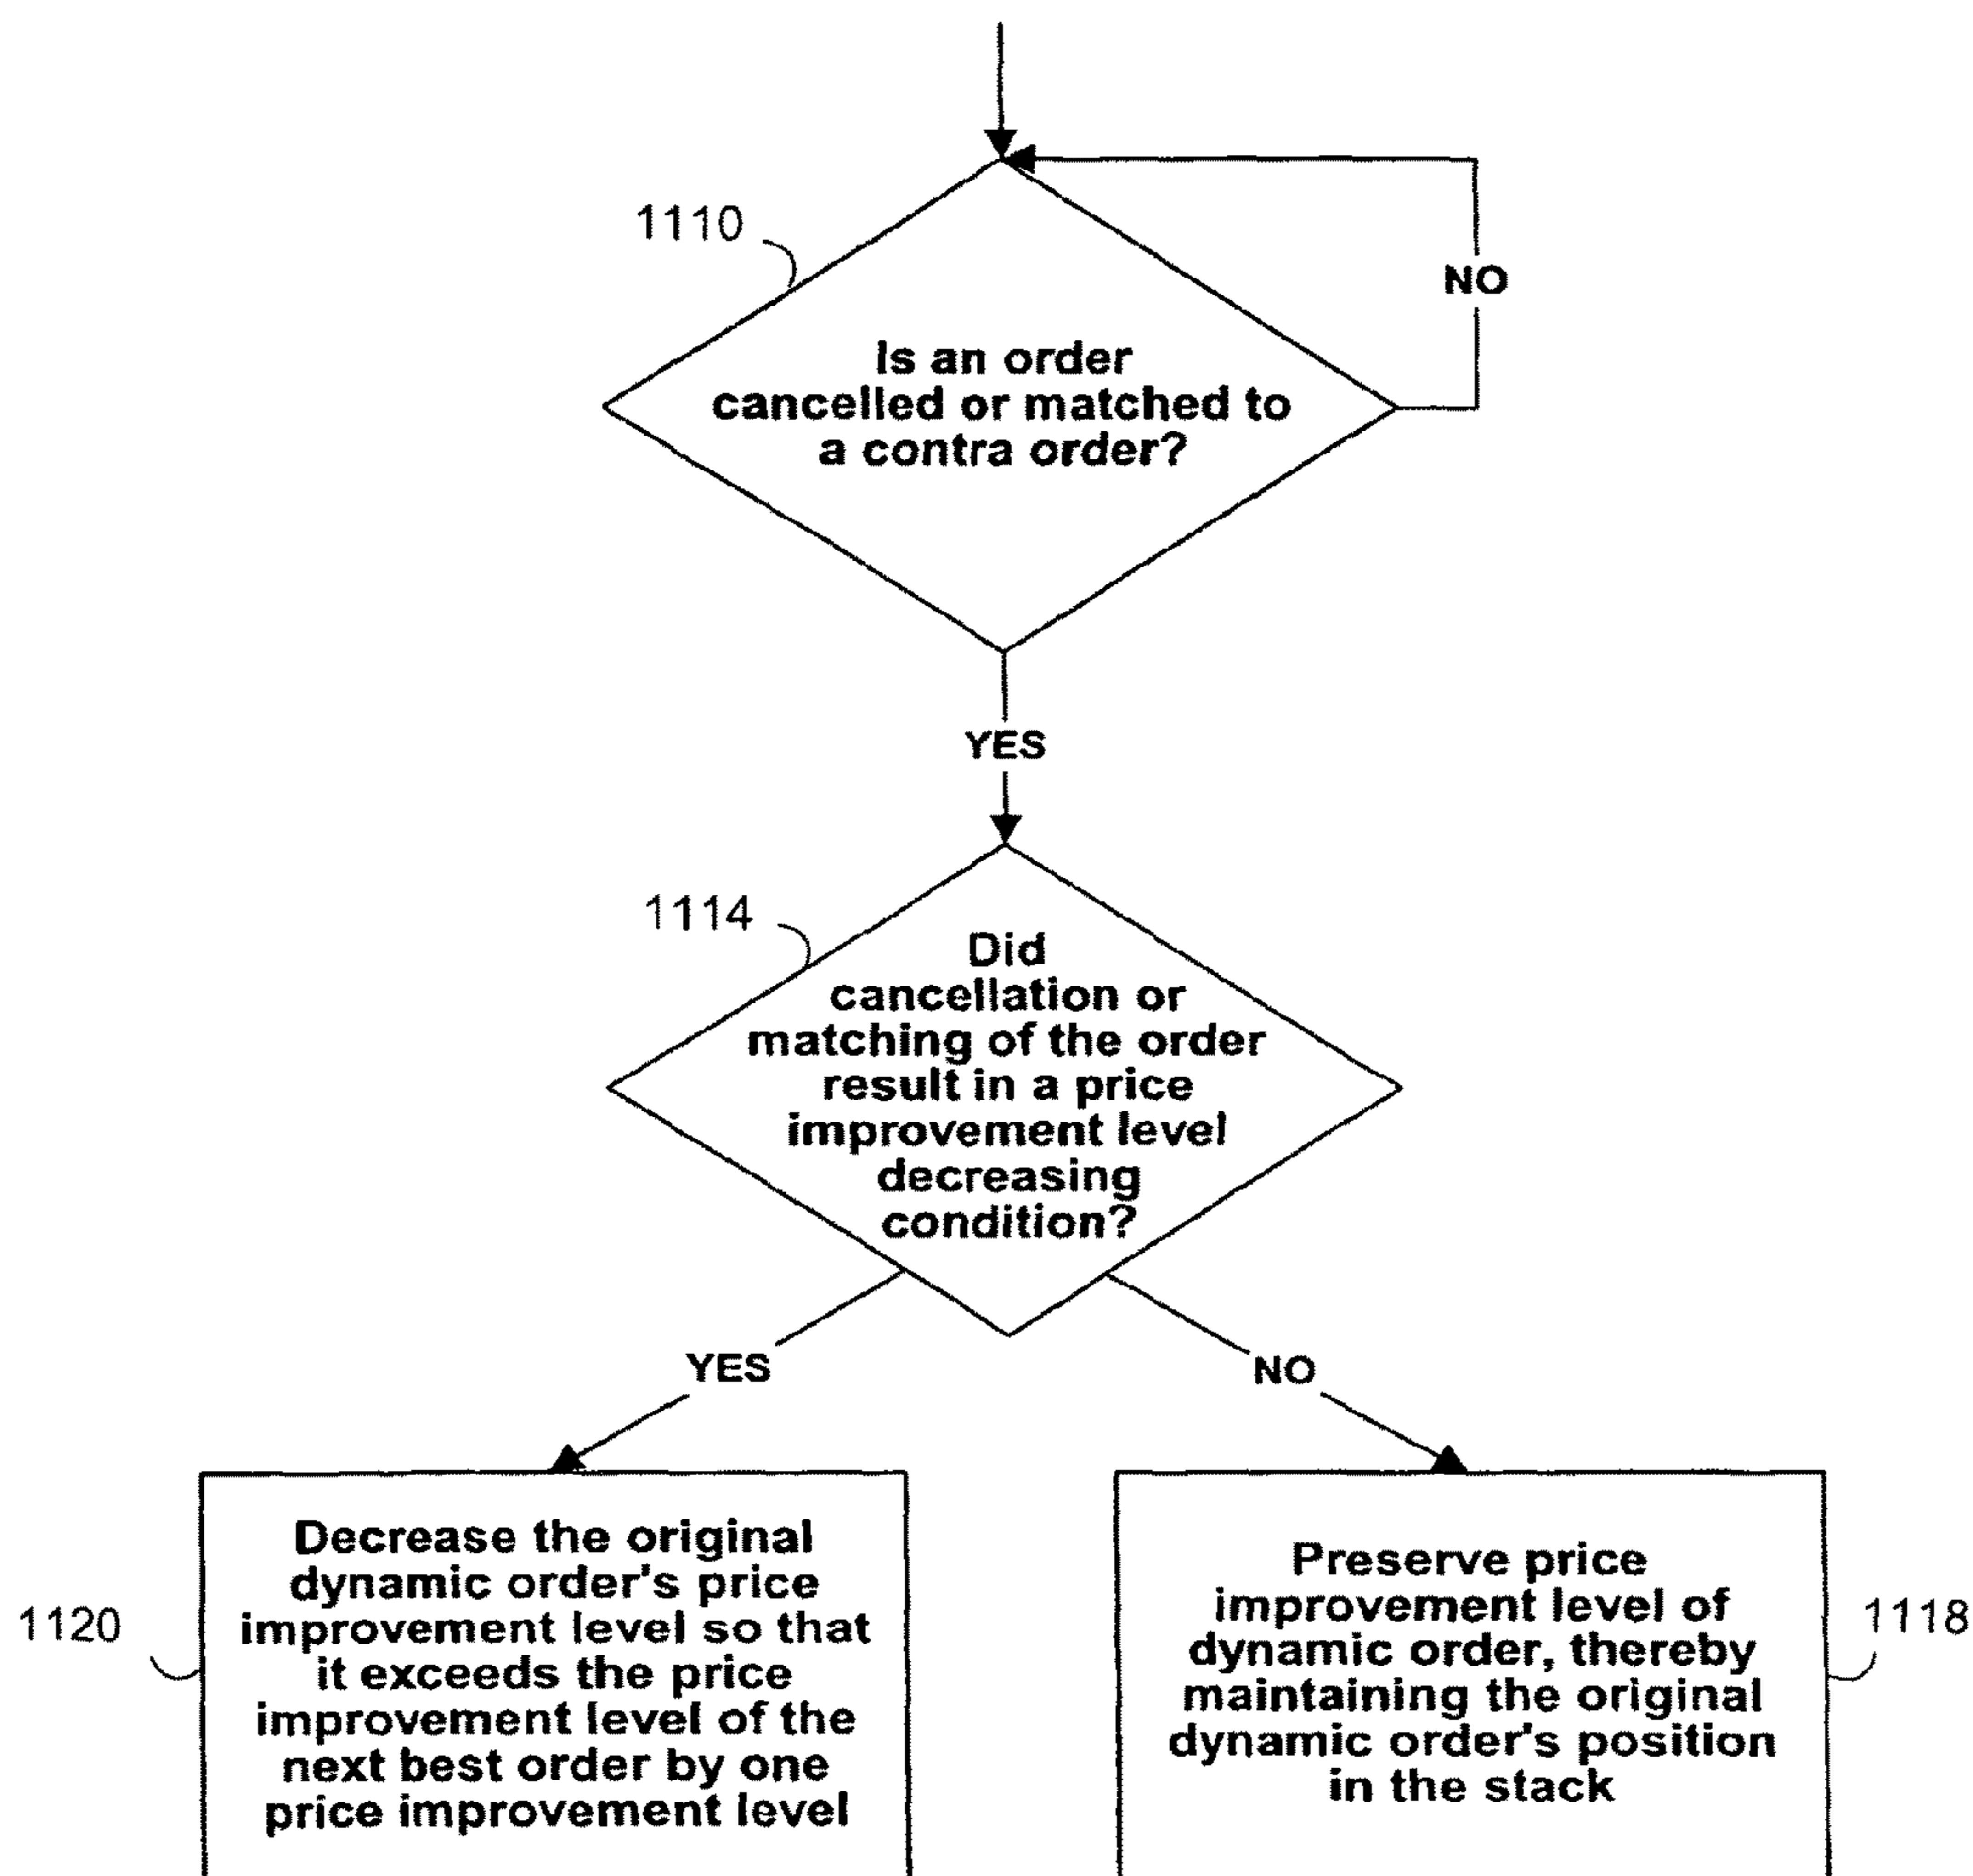 1110
NO
Is an order
cancelled or matched to
a contra order?
YES
1114
Did
cancellation or
matching of the order
result in a price
improvement level
decreasing
condition?
YES
NO
1120
Decrease the original
dynamic order's price
improvement level so that
it exceeds the price
improvement level of the
next best order by one
price improvement level
Preserve price
improvement level of
dynamic order, thereby
maintaining the original
dynamic order's position
in the stack
1118